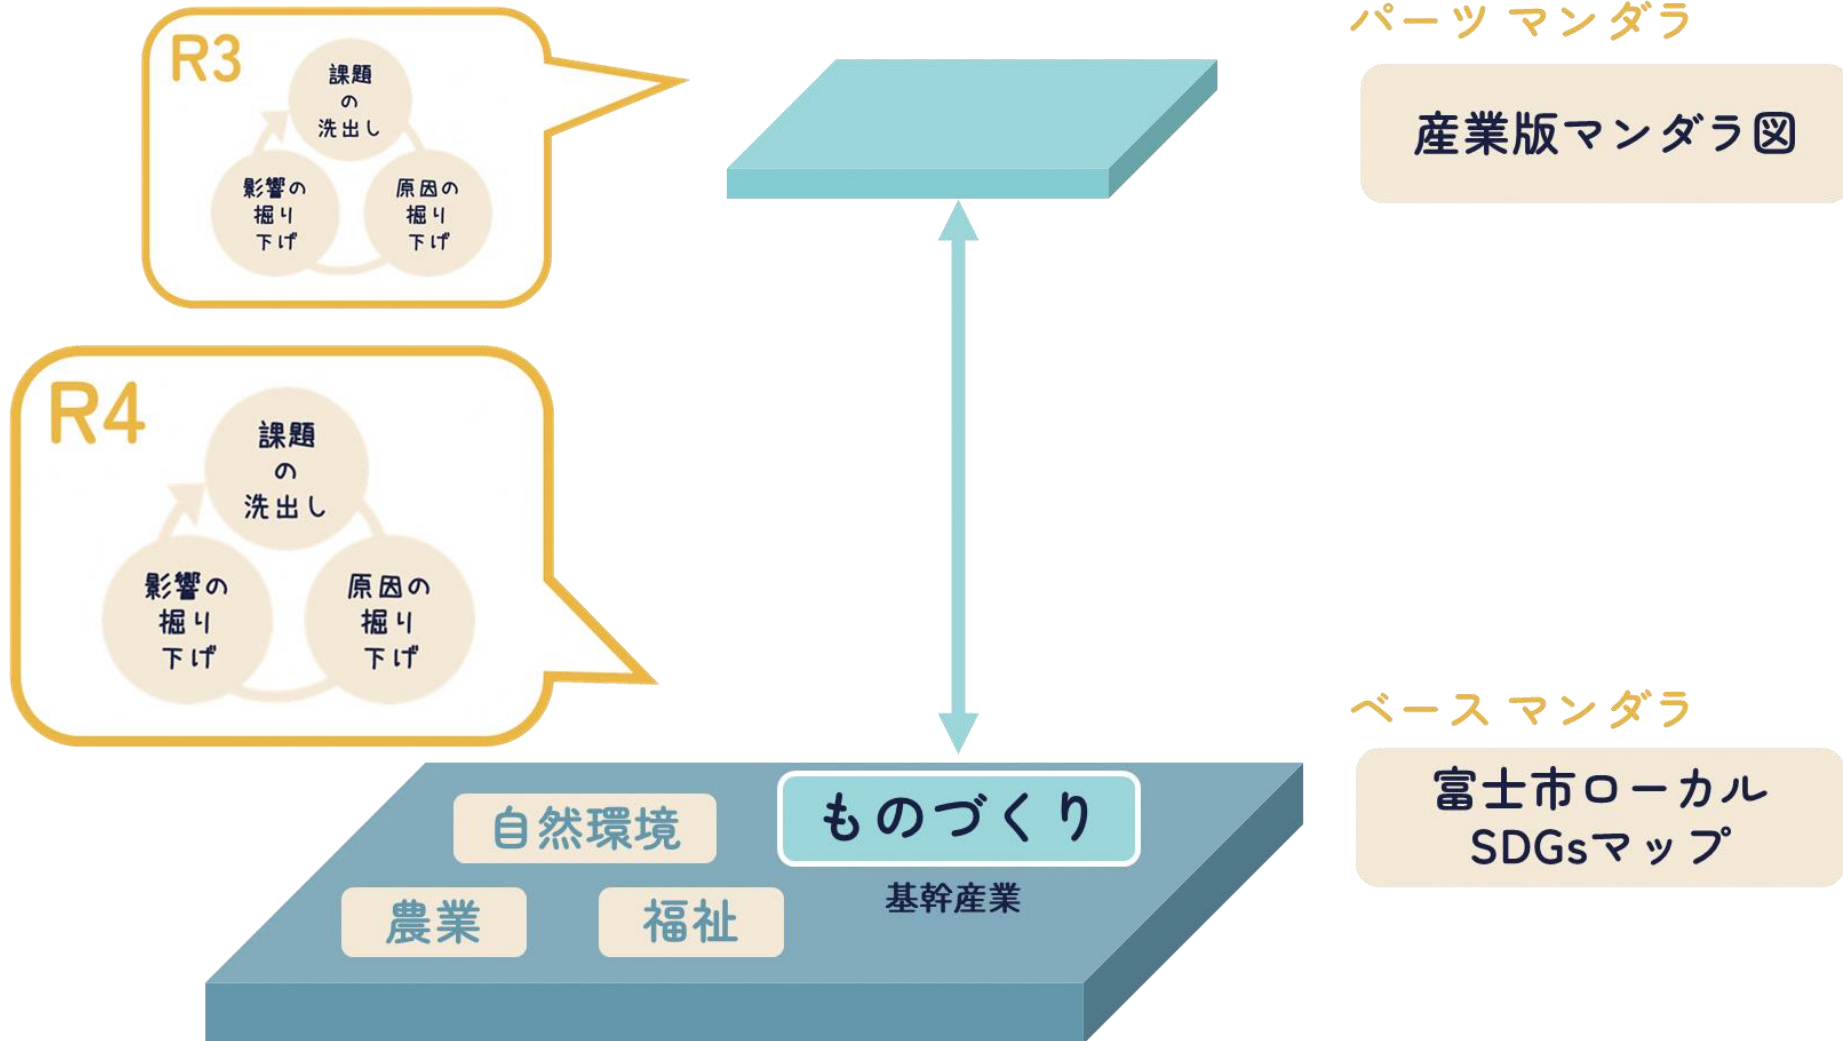 R3
課題
の
洗出し
影響の
掘り
下げ
原因の
掘り
下げ
パーツ マンダラ
産業版マンダラ図
R4
課題
の
洗出し
影響の
掘り
下げ
原因の
掘り
下げ
ベース マンダラ
富士市ローカル
SDGsマップ
自然環境
ものづくり
基幹産業
農業
福祉